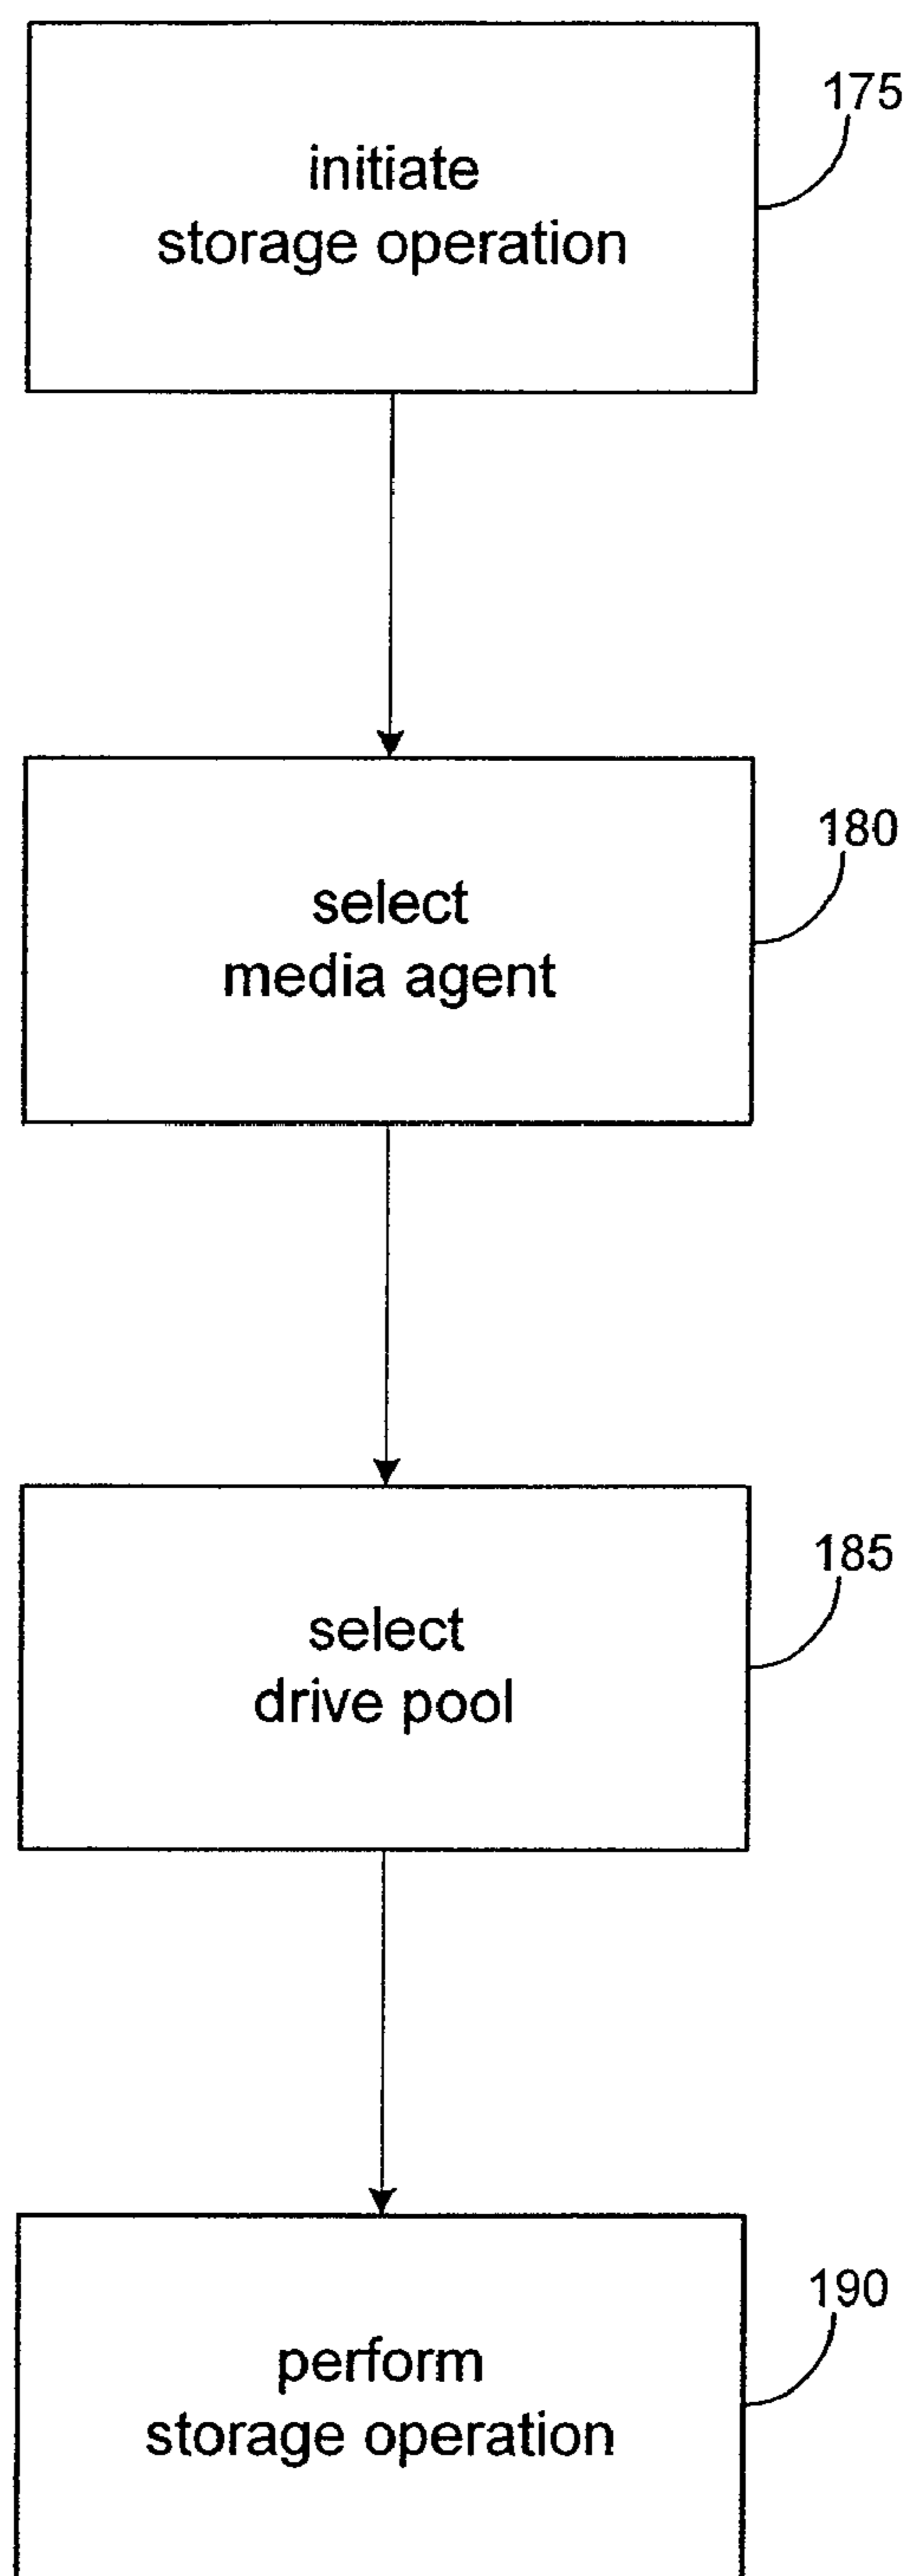 175
initiate
storage operation
180
select
media agent
185
select
drive pool
190
perform
storage operation